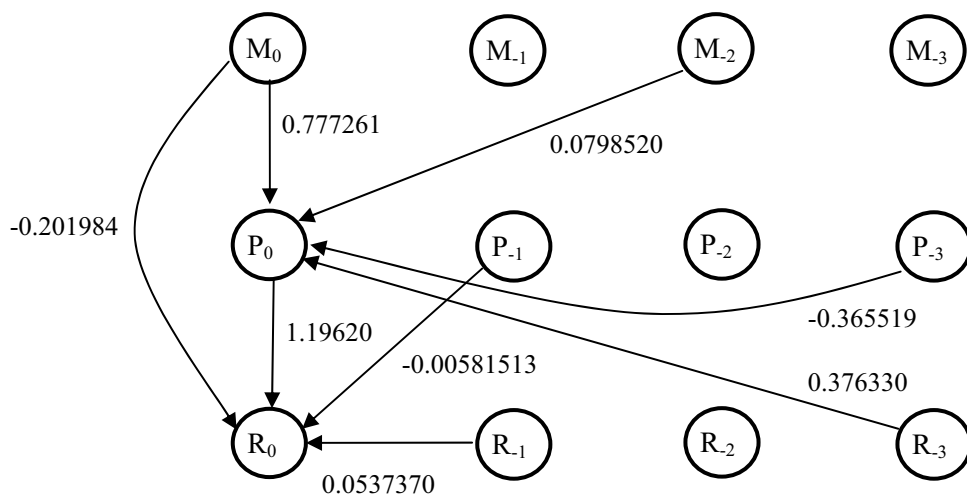 M₀ M₋₁ M₋₂ M₋₃
0.777261
0.0798520
-0.201984
P₀ P₋₁ P₋₂ P₋₃
-0.365519
1.19620
-0.00581513
0.376330
R₀ R₋₁ R₋₂ R₋₃
0.0537370